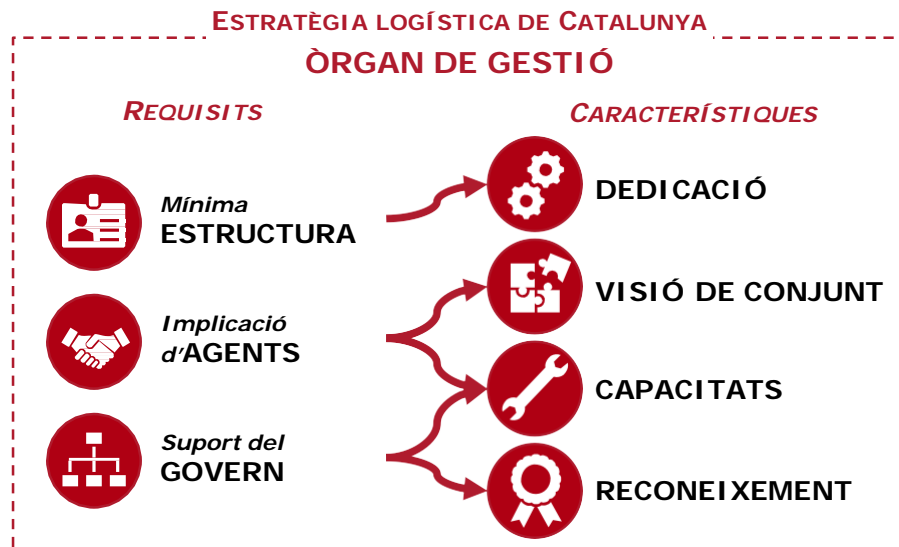 ESTRATÈGIA LOGÍSTICA DE CATALUNYA
ÒRGAN DE GESTIÓ
REQUISITS
CARACTERÍSTIQUES
Mínima
ESTRUCTURA
Implicació
d'AGENTS
Suport del
GOVERN
DEDICACIÓ
VISIÓ DE CONJUNT
CAPACITATS
RECONEIXEMENT